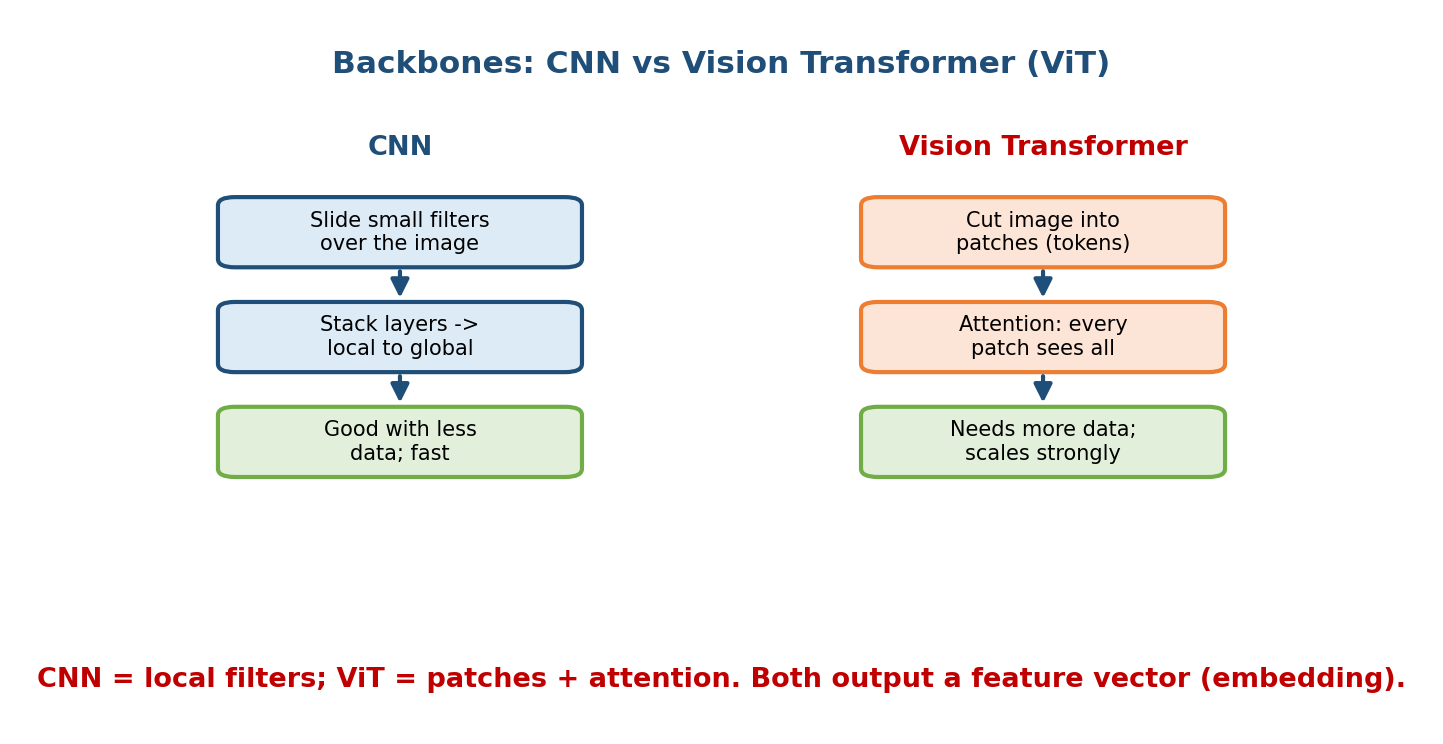 Backbones: CNN vs Vision Transformer (ViT)
CNN
Slide small filters
over the image
Stack layers ->
local to global
Good with less
data; fast
Vision Transformer
Cut image into
patches (tokens)
Attention: every
patch sees all
Needs more data;
scales strongly
CNN = local filters; ViT = patches + attention. Both output a feature vector (embedding).